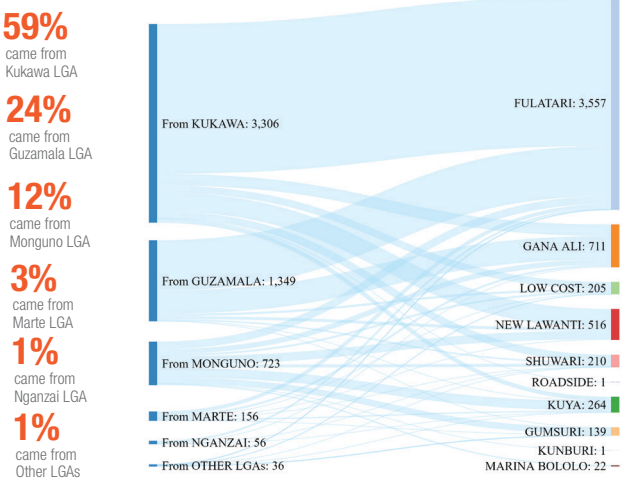 59%
came from
Kukawa LGA
24%
came from
Guzamala LGA
12%
came from
Monguno LGA
3%
came from
Marte LGA
1%
came from
Nganzai LGA
1%
came from
Other LGAs
From KUKAWA: 3,306
From GUZAMALA: 1,349
From MONGUNO: 723
From MARTE: 156
From NGANZAI: 56
From OTHER LGAs: 36
FULATARI: 3,557
GANA ALI: 711
LOW COST: 205
NEW LAWANTI: 516
SHUWARI: 210
ROADSIDE: 1
KUYA: 264
GUMSURI: 139
KUNBURI: 1
MARINA BOLOLO: 22